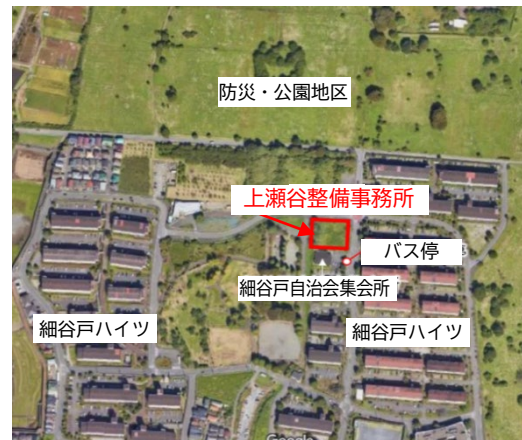 防災・公園地区
上瀬谷整備事務所
バス停
細谷戸自治会集会所
細谷戸ハイツ
細谷戸ハイツ
Google